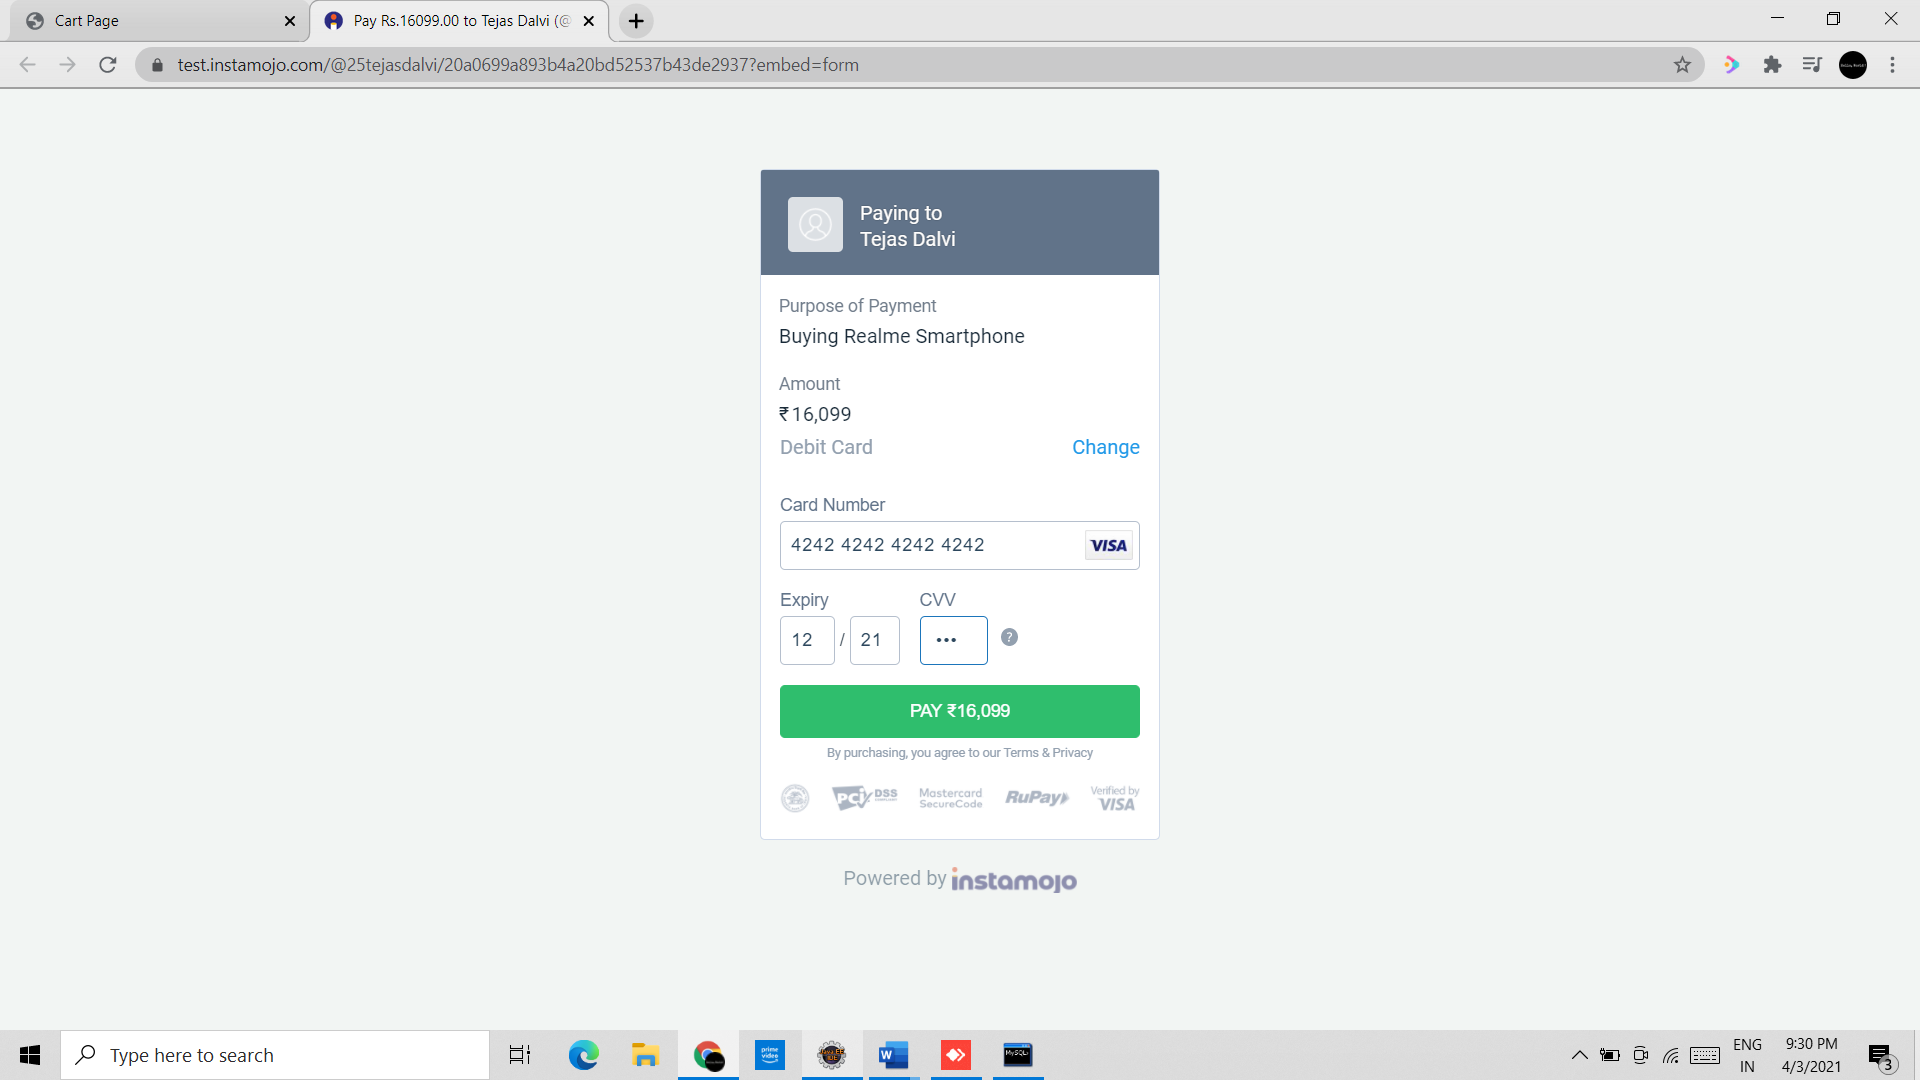 Cart Page
Pay Rs.16099.00 to Tejas Dalvi (@
test.instamojo.com/@25tejasdalvi/20a0699a893b4a20bd52537b43de2937?embed=form
Paying to
Tejas Dalvi
Purpose of Payment
Buying Realme Smartphone
Amount
₹16,099
Debit Card
Change
Card Number
4242 4242 4242 4242
VISA
Expiry
CVV
12 / 21
•••
?
PAY ₹16,099
By purchasing, you agree to our Terms & Privacy
PCI DSS
Mastercard
SecureCode
RuPay
Verified by
VISA
Powered by instamojo
Type here to search
prime
video
W
MySQL
ENG
IN
9:30 PM
4/3/2021
3